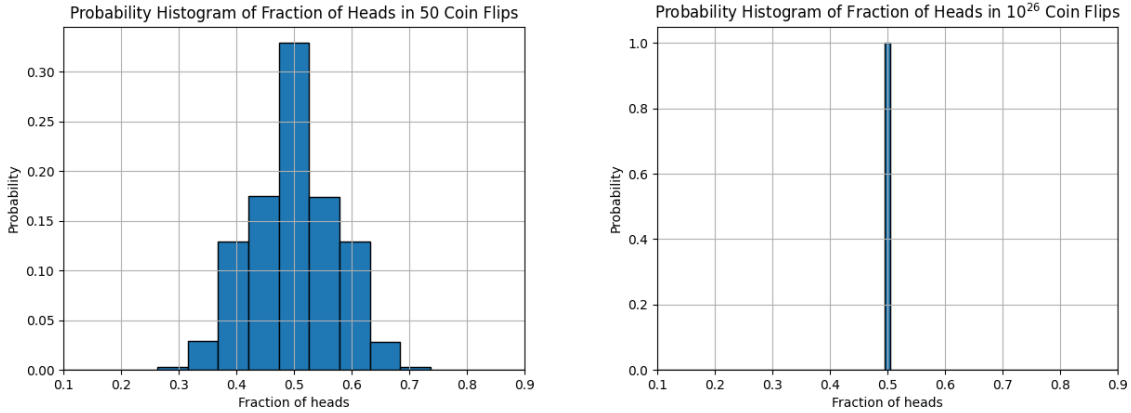 Probability Histogram of Fraction of Heads in 50 Coin Flips
0.30
0.25
0.20
0.15
0.10
0.05
0.00
Probability
0.1 0.2 0.3 0.4 0.5 0.6 0.7 0.8 0.9
Fraction of heads
Probability Histogram of Fraction of Heads in 10²⁶ Coin Flips
1.0
0.8
0.6
0.4
0.2
0.0
Probability
0.1 0.2 0.3 0.4 0.5 0.6 0.7 0.8 0.9
Fraction of heads